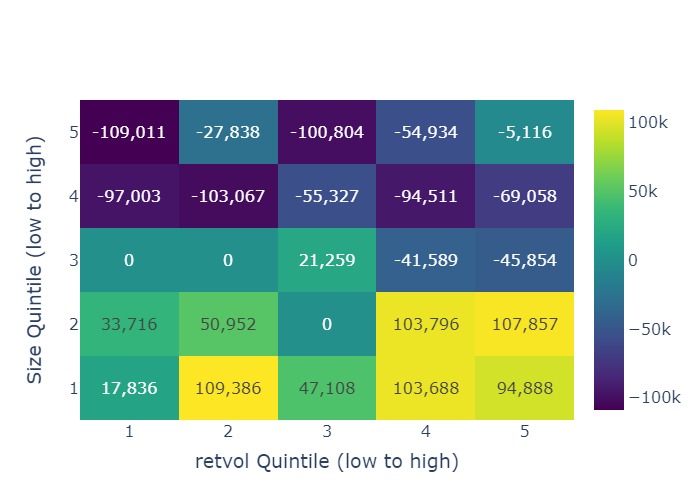 5 -109,011 -27,838 -100,804 -54,934 -5,116
4 -97,003 -103,067 -55,327 -94,511 -69,058
3 0 0 21,259 -41,589 -45,854
2 33,716 50,952 0 103,796 107,857
1 17,836 109,386 47,108 103,688 94,888
1 2 3 4 5
retvol Quintile (low to high)
Size Quintile (low to high)
100k
50k
0
−50k
−100k